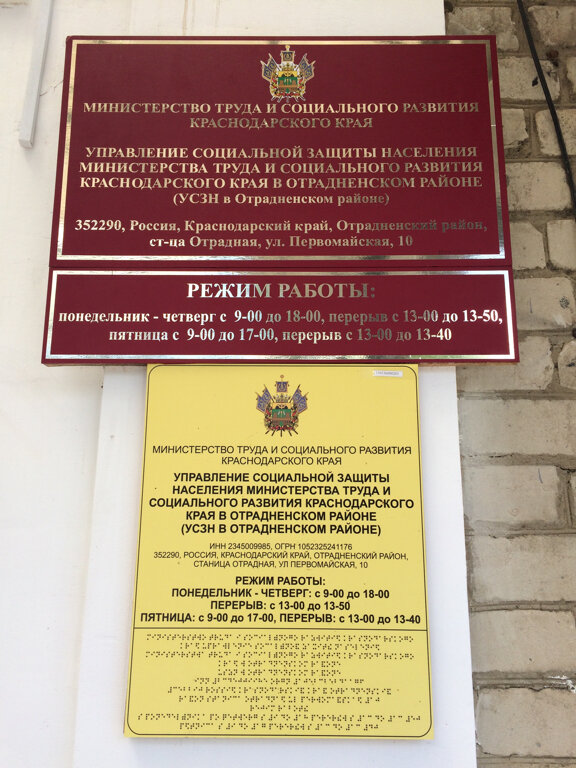 МИНИСТЕРСТВО ТРУДА И СОЦИАЛЬНОГО РАЗВИТИЯ
КРАСНОДАРСКОГО КРАЯ
УПРАВЛЕНИЕ СОЦИАЛЬНОЙ ЗАЩИТЫ НАСЕЛЕНИЯ
МИНИСТЕРСТВА ТРУДА И СОЦИАЛЬНОГО РАЗВИТИЯ
КРАСНОДАРСКОГО КРАЯ В ОТРАДНЕНСКОМ РАЙОНЕ
(УСЗН в Отрадненском районе)
352290, Россия, Краснодарский край, Отрадненский район,
ст-ца Отрадная, ул. Первомайская, 10
РЕЖИМ РАБОТЫ:
понедельник - четверг с 9-00 до 18-00, перерыв с 13-00 до 13-50,
пятница с 9-00 до 17-00, перерыв с 13-00 до 13-40
МИНИСТЕРСТВО ТРУДА И СОЦИАЛЬНОГО РАЗВИТИЯ
КРАСНОДАРСКОГО КРАЯ
УПРАВЛЕНИЕ СОЦИАЛЬНОЙ ЗАЩИТЫ
НАСЕЛЕНИЯ МИНИСТЕРСТВА ТРУДА И
СОЦИАЛЬНОГО РАЗВИТИЯ КРАСНОДАРСКОГО
КРАЯ В ОТРАДНЕНСКОМ РАЙОНЕ
(УСЗН В ОТРАДНЕНСКОМ РАЙОНЕ)
ИНН 2345009985, ОГРН 1052325241176
352290, РОССИЯ, КРАСНОДАРСКИЙ КРАЙ, ОТРАДНЕНСКИЙ РАЙОН,
СТАНИЦА ОТРАДНАЯ, УЛ ПЕРВОМАЙСКАЯ, 10
РЕЖИМ РАБОТЫ:
ПОНЕДЕЛЬНИК - ЧЕТВЕРГ: с 9-00 до 18-00
ПЕРЕРЫВ: с 13-00 до 13-50
ПЯТНИЦА: с 9-00 до 17-00, ПЕРЕРЫВ: с 13-00 до 13-40